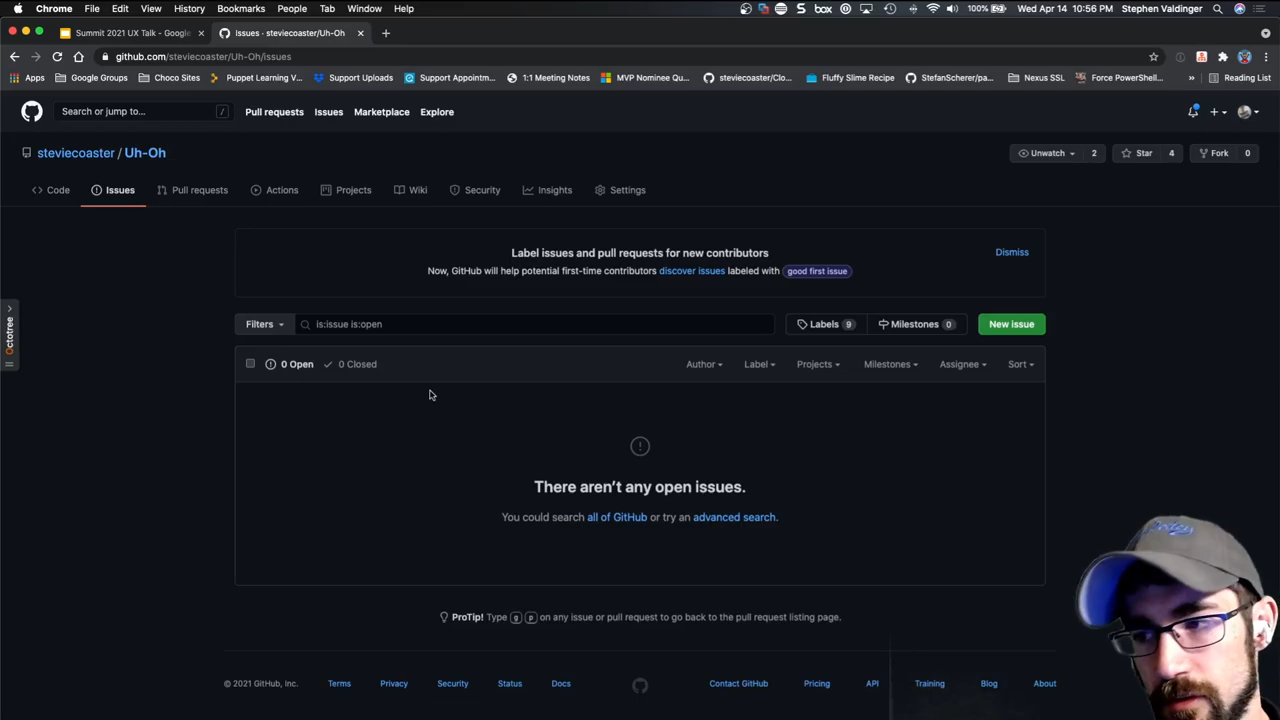 Chrome File Edit View History Bookmarks People Tab Window Help box 100% Wed Apr 14 10:56 PM Stephen Valdinger
Summit 2021 UX Talk - Google × Issues · steviecoaster/Uh-Oh × +
github.com/steviecoaster/Uh-Oh/issues
Apps Google Groups Choco Sites Puppet Learning V... Support Uploads Support Appointm... 1:1 Meeting Notes MVP Nominee Qu... steviecoaster/Clo... Fluffy Slime Recipe StefanScherer/pa... Nexus SSL Force PowerShell... » Reading List
Search or jump to... / Pull requests Issues Marketplace Explore
steviecoaster / Uh-Oh Unwatch 2 Star 4 Fork 0
Code Issues Pull requests Actions Projects Wiki Security Insights Settings
Label issues and pull requests for new contributors Dismiss
Now, GitHub will help potential first-time contributors discover issues labeled with good first issue
Octotree
Filters is:issue is:open Labels 9 Milestones 0 New issue
0 Open 0 Closed Author Label Projects Milestones Assignee Sort
There aren't any open issues.
You could search all of GitHub or try an advanced search.
ProTip! Type g p on any issue or pull request to go back to the pull request listing page.
© 2021 GitHub, Inc. Terms Privacy Security Status Docs Contact GitHub Pricing API Training Blog About